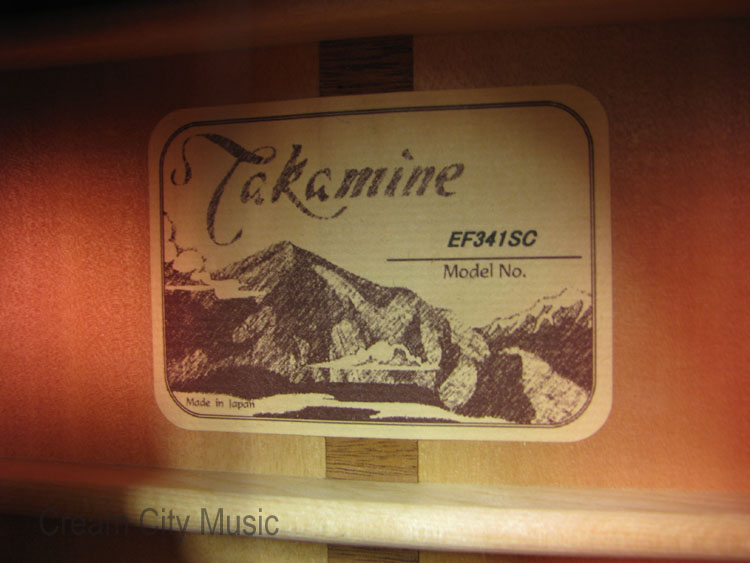 Takamine
EF341SC
Model No.
Made in Japan
Cream City Music